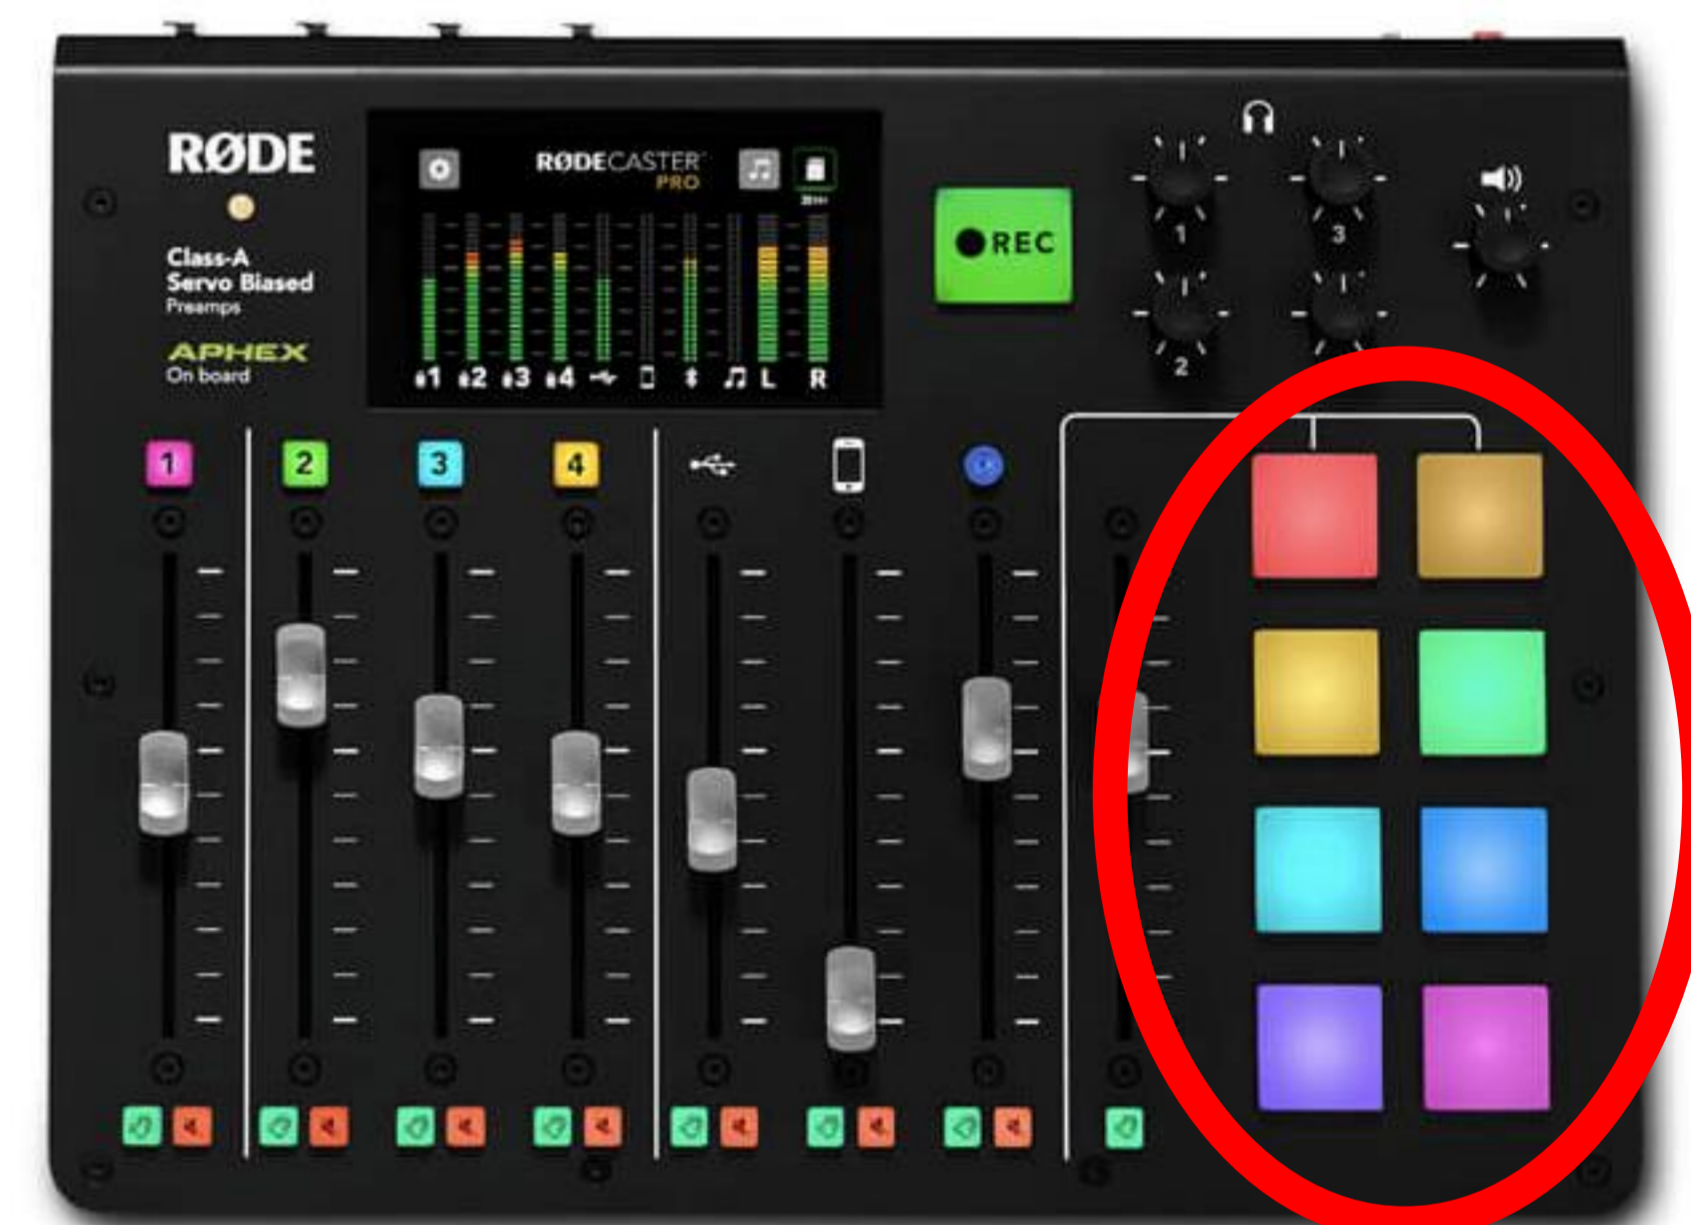 RØDE
Class-A
Servo Biased
Preamps
APHEX
On board
RØDECASTER™
PRO
1 2 3 4 L R
REC
1
3
2
1
2
3
4